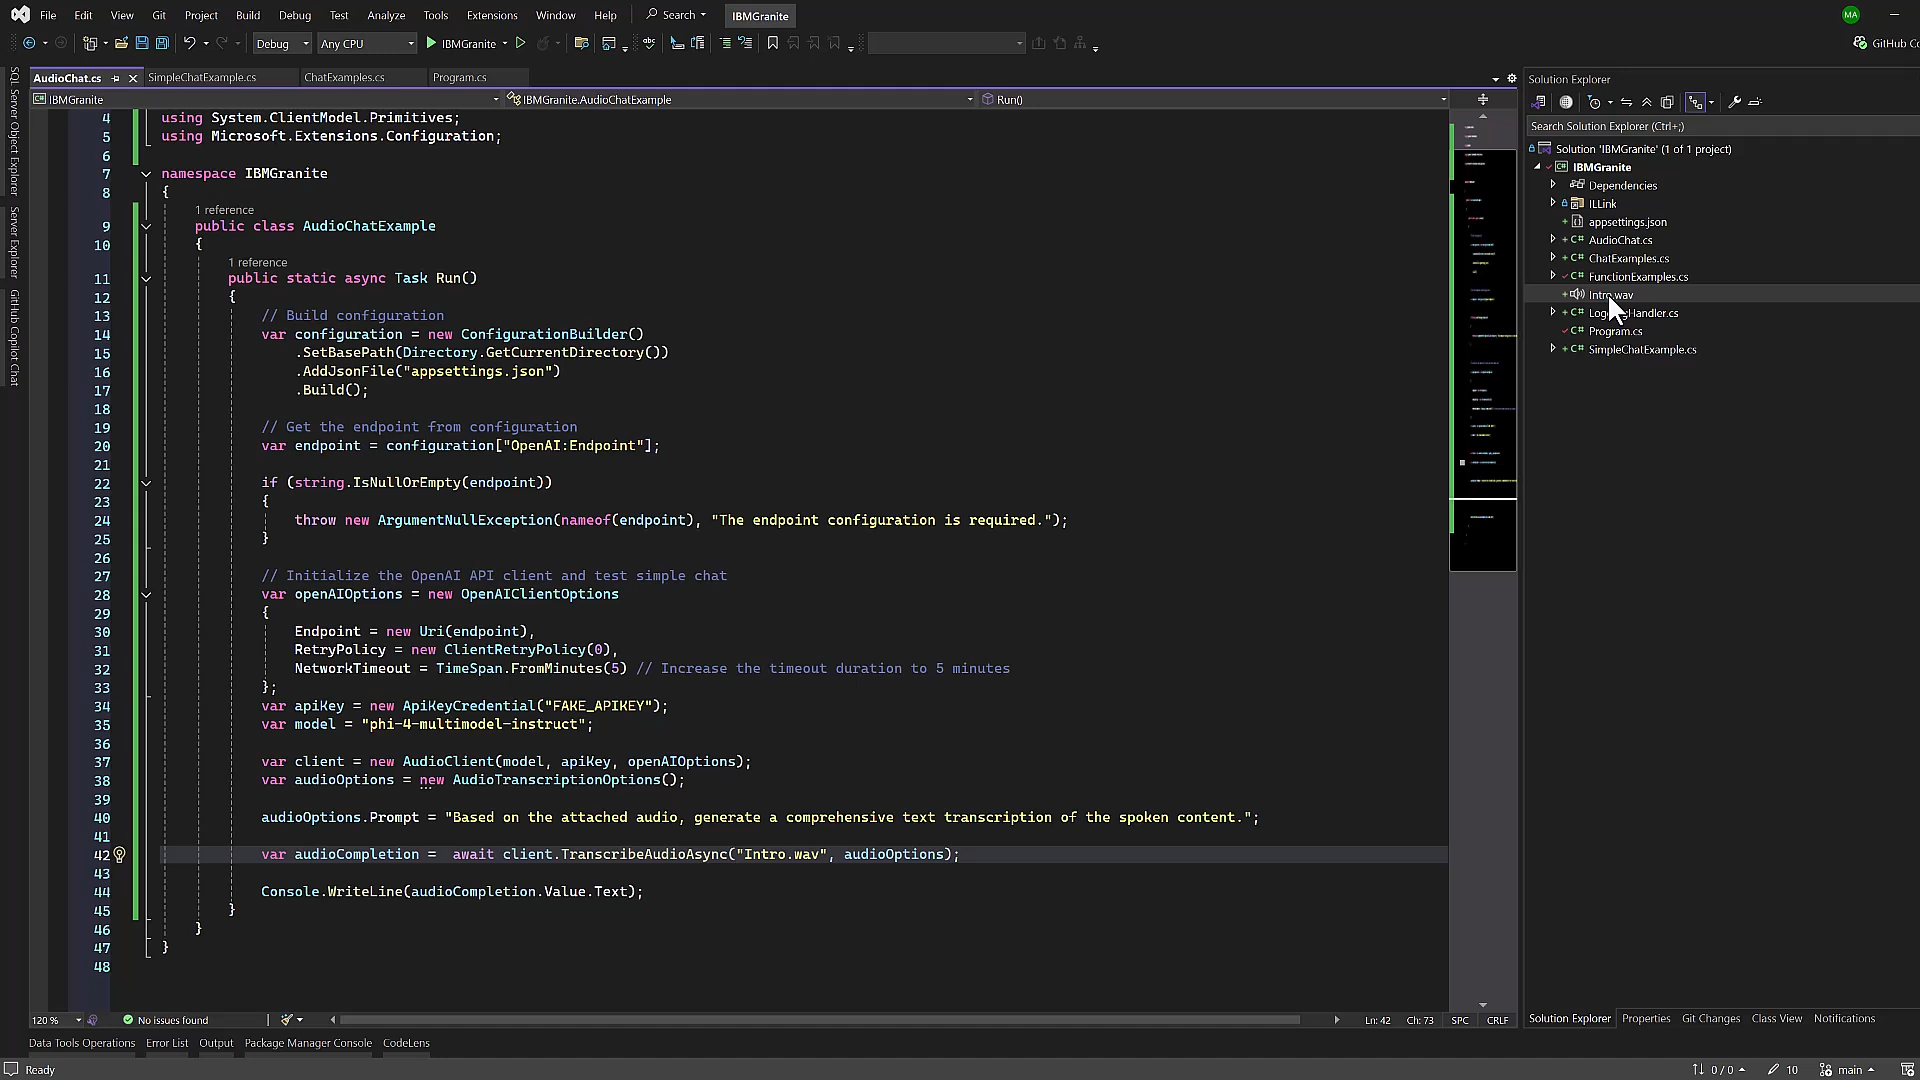 File Edit View Git Project Build Debug Test Analyze Tools Extensions Window Help Search IBMGranite MA
Debug Any CPU IBMGranite GitHub Co
AudioChat.cs SimpleChatExample.cs ChatExamples.cs Program.cs
IBMGranite IBMGranite.AudioChatExample Run()
SQL Server Object Explorer
Server Explorer
GitHub Copilot Chat
4 using System.ClientModel.Primitives;
5 using Microsoft.Extensions.Configuration;
6
7 namespace IBMGranite
8 {
1 reference
9 public class AudioChatExample
10 {
1 reference
11 public static async Task Run()
12 {
13 // Build configuration
14 var configuration = new ConfigurationBuilder()
15 .SetBasePath(Directory.GetCurrentDirectory())
16 .AddJsonFile("appsettings.json")
17 .Build();
18
19 // Get the endpoint from configuration
20 var endpoint = configuration["OpenAI:Endpoint"];
21
22 if (string.IsNullOrEmpty(endpoint))
23 {
24 throw new ArgumentNullException(nameof(endpoint), "The endpoint configuration is required.");
25 }
26
27 // Initialize the OpenAI API client and test simple chat
28 var openAIOptions = new OpenAIClientOptions
29 {
30 Endpoint = new Uri(endpoint),
31 RetryPolicy = new ClientRetryPolicy(0),
32 NetworkTimeout = TimeSpan.FromMinutes(5) // Increase the timeout duration to 5 minutes
33 };
34 var apiKey = new ApiKeyCredential("FAKE_APIKEY");
35 var model = "phi-4-multimodel-instruct";
36
37 var client = new AudioClient(model, apiKey, openAIOptions);
38 var audioOptions = new AudioTranscriptionOptions();
39
40 audioOptions.Prompt = "Based on the attached audio, generate a comprehensive text transcription of the spoken content.";
41
42 var audioCompletion =  await client.TranscribeAudioAsync("Intro.wav", audioOptions);
43
44 Console.WriteLine(audioCompletion.Value.Text);
45 }
46 }
47 }
48
120 % No issues found Ln: 42 Ch: 73 SPC CRLF
Data Tools Operations Error List Output Package Manager Console CodeLens
Solution Explorer
Search Solution Explorer (Ctrl+;)
Solution 'IBMGranite' (1 of 1 project)
IBMGranite
Dependencies
ILLink
appsettings.json
AudioChat.cs
ChatExamples.cs
FunctionExamples.cs
Intro.wav
Handler.cs
Program.cs
SimpleChatExample.cs
Solution Explorer Properties Git Changes Class View Notifications
Ready 0 / 0 10 main